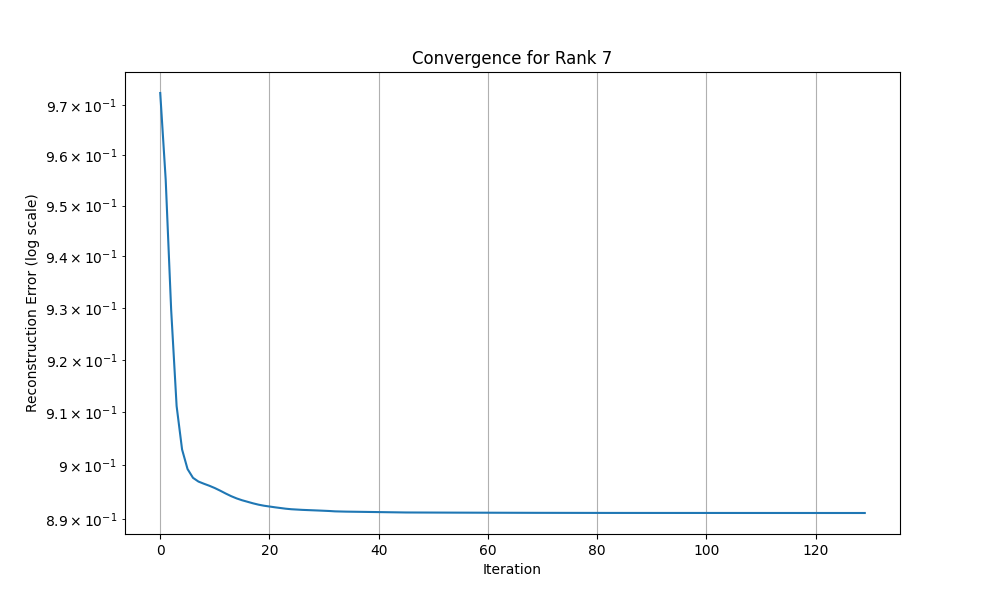 Convergence for Rank 7
Reconstruction Error (log scale)
9.7 × 10⁻¹
9.6 × 10⁻¹
9.5 × 10⁻¹
9.4 × 10⁻¹
9.3 × 10⁻¹
9.2 × 10⁻¹
9.1 × 10⁻¹
9 × 10⁻¹
8.9 × 10⁻¹
0 20 40 60 80 100 120
Iteration